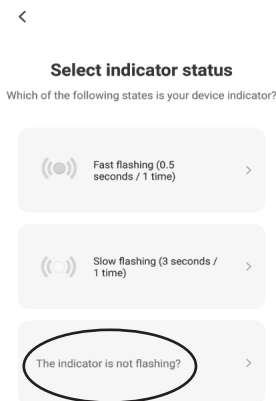 Select indicator status
Which of the following states is your device indicator?
Fast flashing (0.5
seconds / 1 time)
Slow flashing (3 seconds /
1 time)
The indicator is not flashing?